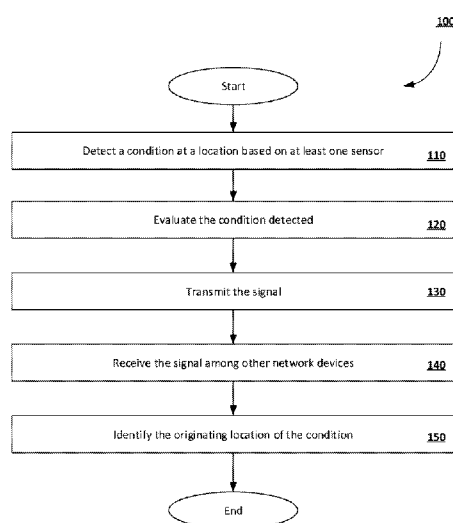 100
Start
Detect a condition at a location based on at least one sensor 110
Evaluate the condition detected 120
Transmit the signal 130
Receive the signal among other network devices 140
Identify the originating location of the condition 150
End